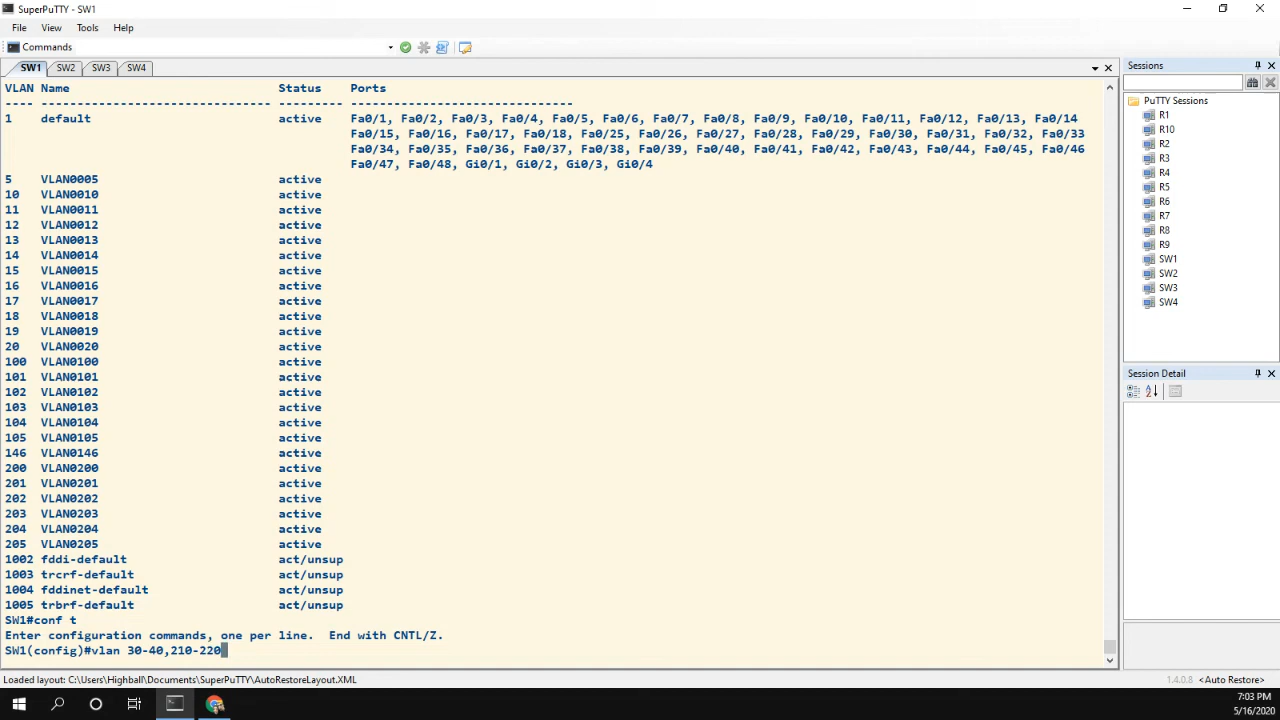 SuperPuTTY - SW1
File View Tools Help
Commands
SW1 SW2 SW3 SW4
VLAN Name Status Ports
---- -------------------------------- --------- -------------------------------
1 default active Fa0/1, Fa0/2, Fa0/3, Fa0/4, Fa0/5, Fa0/6, Fa0/7, Fa0/8, Fa0/9, Fa0/10, Fa0/11, Fa0/12, Fa0/13, Fa0/14
Fa0/15, Fa0/16, Fa0/17, Fa0/18, Fa0/25, Fa0/26, Fa0/27, Fa0/28, Fa0/29, Fa0/30, Fa0/31, Fa0/32, Fa0/33
Fa0/34, Fa0/35, Fa0/36, Fa0/37, Fa0/38, Fa0/39, Fa0/40, Fa0/41, Fa0/42, Fa0/43, Fa0/44, Fa0/45, Fa0/46
Fa0/47, Fa0/48, Gi0/1, Gi0/2, Gi0/3, Gi0/4
5 VLAN0005 active
10 VLAN0010 active
11 VLAN0011 active
12 VLAN0012 active
13 VLAN0013 active
14 VLAN0014 active
15 VLAN0015 active
16 VLAN0016 active
17 VLAN0017 active
18 VLAN0018 active
19 VLAN0019 active
20 VLAN0020 active
100 VLAN0100 active
101 VLAN0101 active
102 VLAN0102 active
103 VLAN0103 active
104 VLAN0104 active
105 VLAN0105 active
146 VLAN0146 active
200 VLAN0200 active
201 VLAN0201 active
202 VLAN0202 active
203 VLAN0203 active
204 VLAN0204 active
205 VLAN0205 active
1002 fddi-default act/unsup
1003 trcrf-default act/unsup
1004 fddinet-default act/unsup
1005 trbrf-default act/unsup
SW1#conf t
Enter configuration commands, one per line. End with CNTL/Z.
SW1(config)#vlan 30-40,210-220
Sessions
PuTTY Sessions
R1
R10
R2
R3
R4
R5
R6
R7
R8
R9
SW1
SW2
SW3
SW4
Session Detail
Loaded layout: C:\Users\Highball\Documents\SuperPuTTY\AutoRestoreLayout.XML
1.4.0.8 <Auto Restore>
7:03 PM
5/16/2020